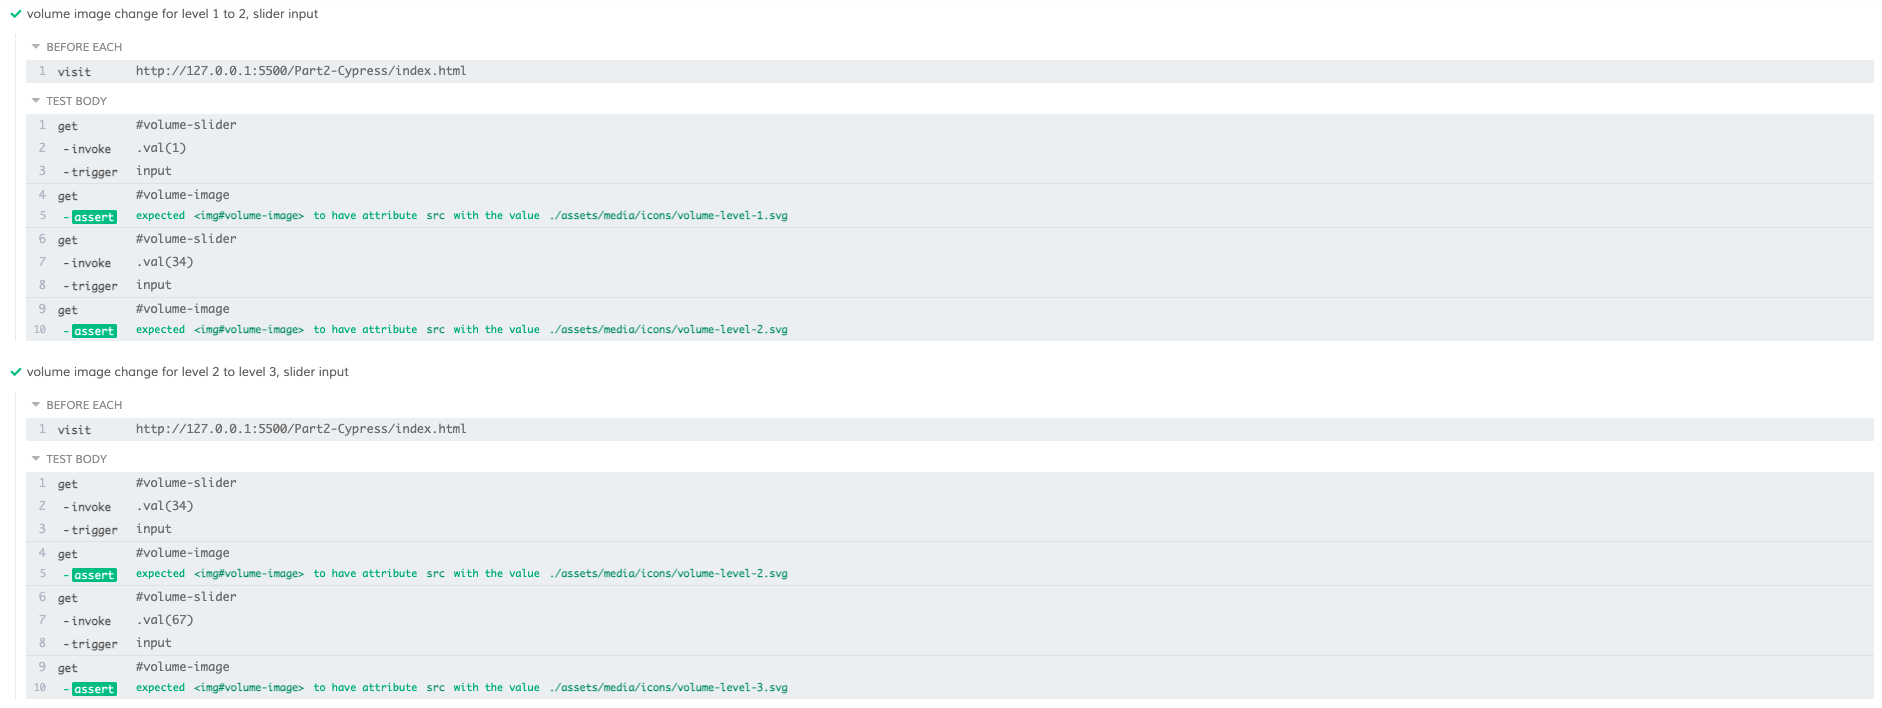 volume image change for level 1 to 2, slider input
BEFORE EACH
1 visit http://127.0.0.1:5500/Part2-Cypress/index.html
TEST BODY
1 get #volume-slider
2 -invoke .val(1)
3 -trigger input
4 get #volume-image
5 -assert expected <img#volume-image> to have attribute src with the value ./assets/media/icons/volume-level-1.svg
6 get #volume-slider
7 -invoke .val(34)
8 -trigger input
9 get #volume-image
10 -assert expected <img#volume-image> to have attribute src with the value ./assets/media/icons/volume-level-2.svg
volume image change for level 2 to level 3, slider input
BEFORE EACH
1 visit http://127.0.0.1:5500/Part2-Cypress/index.html
TEST BODY
1 get #volume-slider
2 -invoke .val(34)
3 -trigger input
4 get #volume-image
5 -assert expected <img#volume-image> to have attribute src with the value ./assets/media/icons/volume-level-2.svg
6 get #volume-slider
7 -invoke .val(67)
8 -trigger input
9 get #volume-image
10 -assert expected <img#volume-image> to have attribute src with the value ./assets/media/icons/volume-level-3.svg